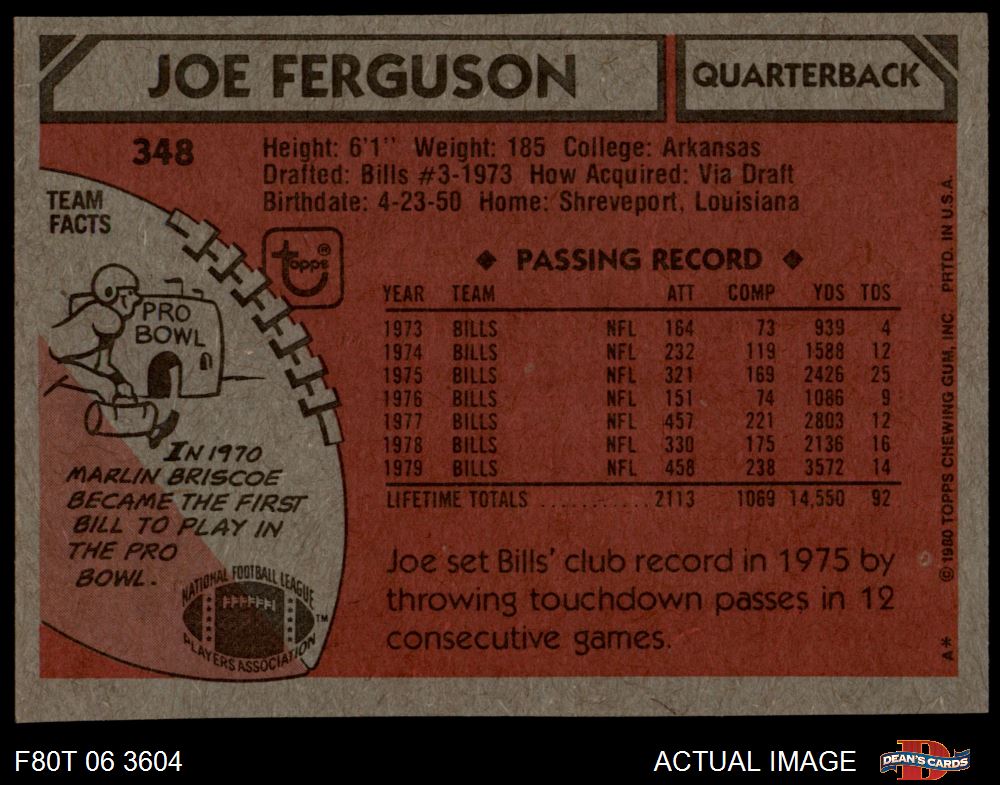 JOE FERGUSON
QUARTERBACK
348
Height: 6'1" Weight: 185 College: Arkansas
Drafted: Bills #3-1973 How Acquired: Via Draft
Birthdate: 4-23-50 Home: Shreveport, Louisiana
TEAM
FACTS
topps®
PRO
BOWL
IN 1970
MARLIN BRISCOE
BECAME THE FIRST
BILL TO PLAY IN
THE PRO
BOWL.
NATIONAL FOOTBALL LEAGUE
PLAYERS ASSOCIATION
TM
◆ PASSING RECORD ◆
YEAR TEAM ATT COMP YDS TDS
1973 BILLS NFL 164 73 939 4
1974 BILLS NFL 232 119 1588 12
1975 BILLS NFL 321 169 2426 25
1976 BILLS NFL 151 74 1086 9
1977 BILLS NFL 457 221 2803 12
1978 BILLS NFL 330 175 2136 16
1979 BILLS NFL 458 238 3572 14
LIFETIME TOTALS .......... 2113 1069 14,550 92
Joe set Bills' club record in 1975 by
throwing touchdown passes in 12
consecutive games.
A* © 1980 TOPPS CHEWING GUM, INC. PRTD. IN U.S.A.
F80T 06 3604
ACTUAL IMAGE
DEAN'S CARDS